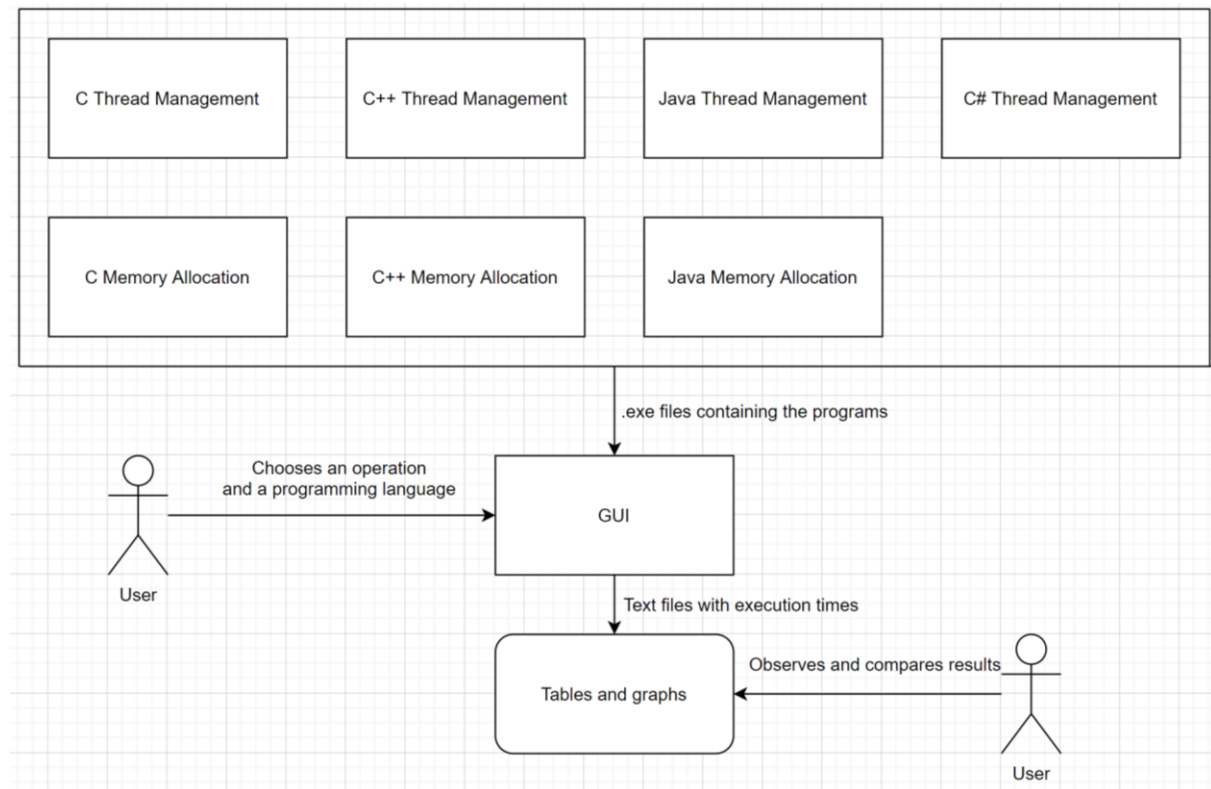 C Thread Management
C++ Thread Management
Java Thread Management
C# Thread Management
C Memory Allocation
C++ Memory Allocation
Java Memory Allocation
.exe files containing the programs
Chooses an operation
and a programming language
GUI
User
Text files with execution times
Observes and compares results
Tables and graphs
User